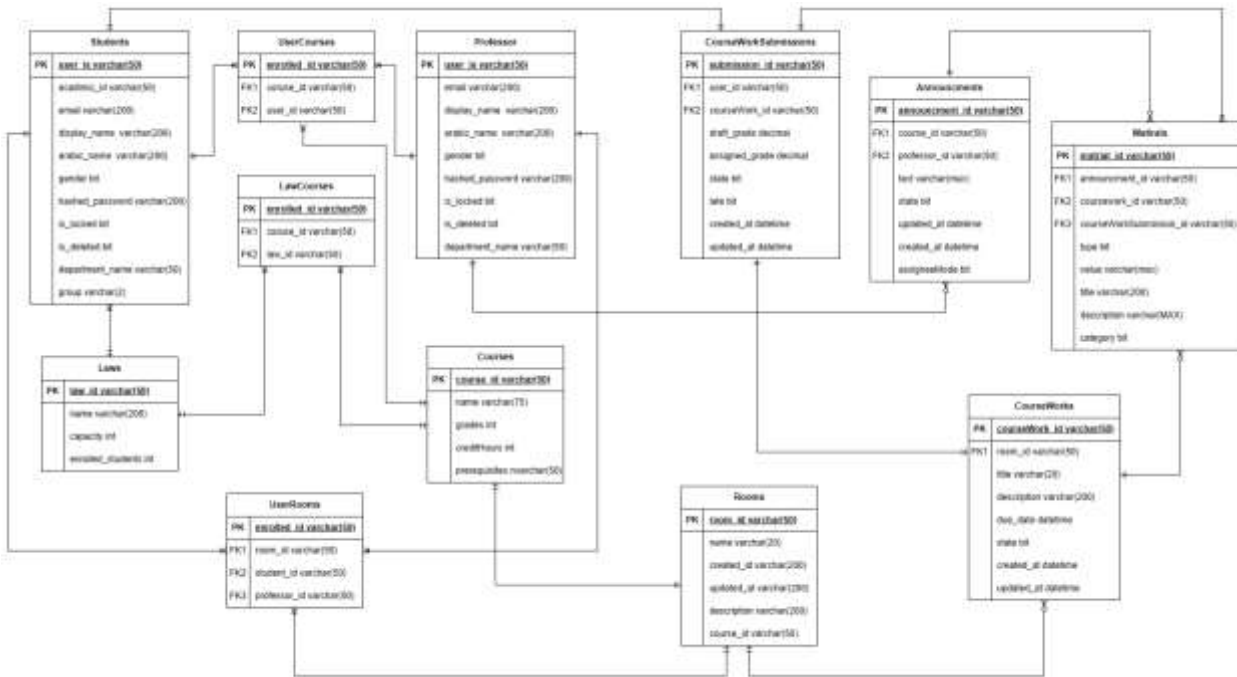 Students
PK user_is varchar(50)
academic_id varchar(50)
email varchar(200)
display_name varchar(200)
arabic_name varchar(200)
gender bit
hashed_password varchar(200)
is_locked bit
is_deleted bit
department_name varchar(50)
group varchar(2)
UserCourses
PK enrolled_id varchar(50)
FK1 coruse_id varchar(50)
FK2 user_id varchar(50)
Professor
PK user_is varchar(50)
email varchar(200)
display_name varchar(200)
arabic_name varchar(200)
gender bit
hashed_password varchar(200)
is_locked bit
is_deleted bit
department_name varchar(50)
CourseWorkSubmissions
PK submission_id varchar(50)
FK1 user_id varchar(50)
FK2 courseWork_id varchar(50)
draft_grade decimal
assigned_grade decimal
state bit
late bit
created_at datetime
updated_at datetime
Announcments
PK announcment_id varchar(50)
FK1 course_id varchar(50)
FK2 professor_id varchar(50)
text varchar(max)
state bit
updated_at datetime
created_at datetime
assigneeMode bit
Matirals
PK matrial_id varchar(50)
FK1 announcment_id varchar(50)
FK2 coursework_id varchar(50)
FK3 courseWorkSubmission_id varchar(50)
type bit
value varchar(max)
title varchar(200)
description varchar(MAX)
category bit
LawCourses
PK enrolled_id varchar(50)
FK1 coruse_id varchar(50)
FK2 law_id varchar(50)
Laws
PK law_id varchar(50)
name varchar(200)
capacity int
enrolled_students int
Courses
PK course_id varchar(50)
name varchar(75)
grades int
creditHours int
prerequisites nvarchar(50)
CourseWorks
PK courseWork_id varchar(50)
FK1 room_id varchar(50)
title varchar(20)
description varchar(200)
due_date datetime
state bit
created_at datetime
updated_at datetime
UserRooms
PK enrolled_id varchar(50)
FK1 room_id varchar(50)
FK2 student_id varchar(50)
FK3 professor_id varchar(50)
Rooms
PK room_id varchar(50)
name varchar(20)
created_at varchar(200)
updated_at varchar(200)
description varchar(200)
course_id varchar(50)